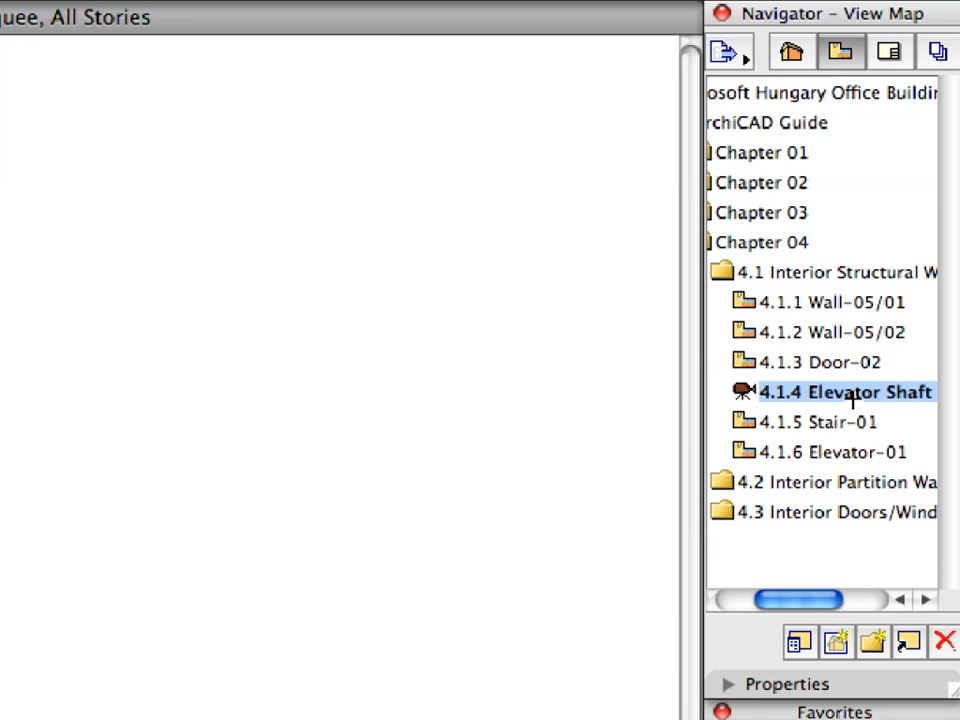 quee, All Stories
Navigator - View Map
osoft Hungary Office Buildin
rchiCAD Guide
Chapter 01
Chapter 02
Chapter 03
Chapter 04
4.1 Interior Structural W
4.1.1 Wall-05/01
4.1.2 Wall-05/02
4.1.3 Door-02
4.1.4 Elevator Shaft
4.1.5 Stair-01
4.1.6 Elevator-01
4.2 Interior Partition Wa
4.3 Interior Doors/Wind
Properties
Favorites